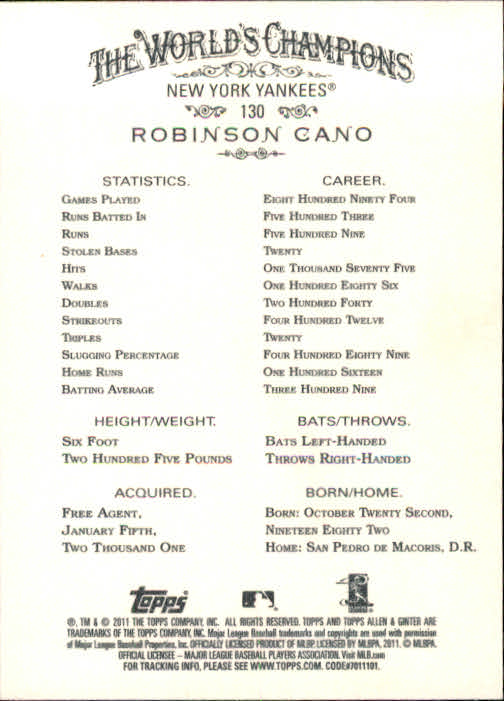 THE WORLD'S CHAMPIONS
NEW YORK YANKEES®
130
ROBINSON CANO
STATISTICS. CAREER.
GAMES PLAYED EIGHT HUNDRED NINETY FOUR
RUNS BATTED IN FIVE HUNDRED THREE
RUNS FIVE HUNDRED NINE
STOLEN BASES TWENTY
HITS ONE THOUSAND SEVENTY FIVE
WALKS ONE HUNDRED EIGHTY SIX
DOUBLES TWO HUNDRED FORTY
STRIKEOUTS FOUR HUNDRED TWELVE
TRIPLES TWENTY
SLUGGING PERCENTAGE FOUR HUNDRED EIGHTY NINE
HOME RUNS ONE HUNDRED SIXTEEN
BATTING AVERAGE THREE HUNDRED NINE
HEIGHT/WEIGHT. BATS/THROWS.
SIX FOOT BATS LEFT-HANDED
TWO HUNDRED FIVE POUNDS THROWS RIGHT-HANDED
ACQUIRED. BORN/HOME.
FREE AGENT, BORN: OCTOBER TWENTY SECOND,
JANUARY FIFTH, NINETEEN EIGHTY TWO
TWO THOUSAND ONE HOME: SAN PEDRO DE MACORIS, D.R.
topps
®, TM & © 2011 THE TOPPS COMPANY, INC. ALL RIGHTS RESERVED. TOPPS AND TOPPS ALLEN & GINTER ARE
TRADEMARKS OF THE TOPPS COMPANY, INC. Major League Baseball trademarks and copyrights are used with permission
of Major League Baseball Properties, Inc. OFFICIALLY LICENSED PRODUCT OF MLBP. LICENSED BY MLBPA, 2011. © MLBPA.
OFFICIAL LICENSEE – MAJOR LEAGUE BASEBALL PLAYERS ASSOCIATION. Visit MLB.com
FOR TRACKING INFO, PLEASE SEE WWW.TOPPS.COM. CODE#7011101.